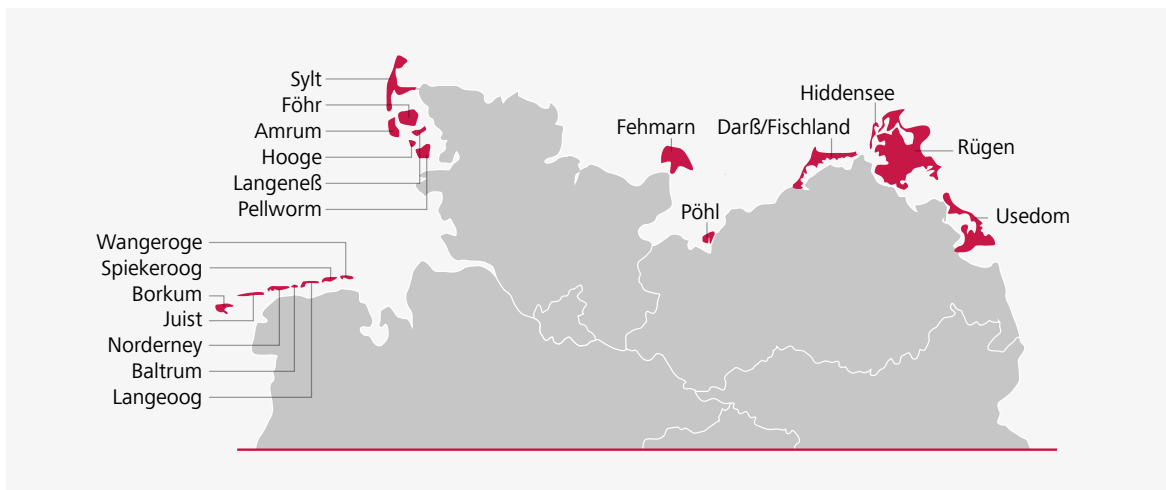 Sylt
Föhr
Amrum
Hooge
Langeneß
Pellworm
Wangeroge
Spiekeroog
Borkum
Juist
Norderney
Baltrum
Langeoog
Fehmarn
Pöhl
Darß/Fischland
Hiddensee
Rügen
Usedom